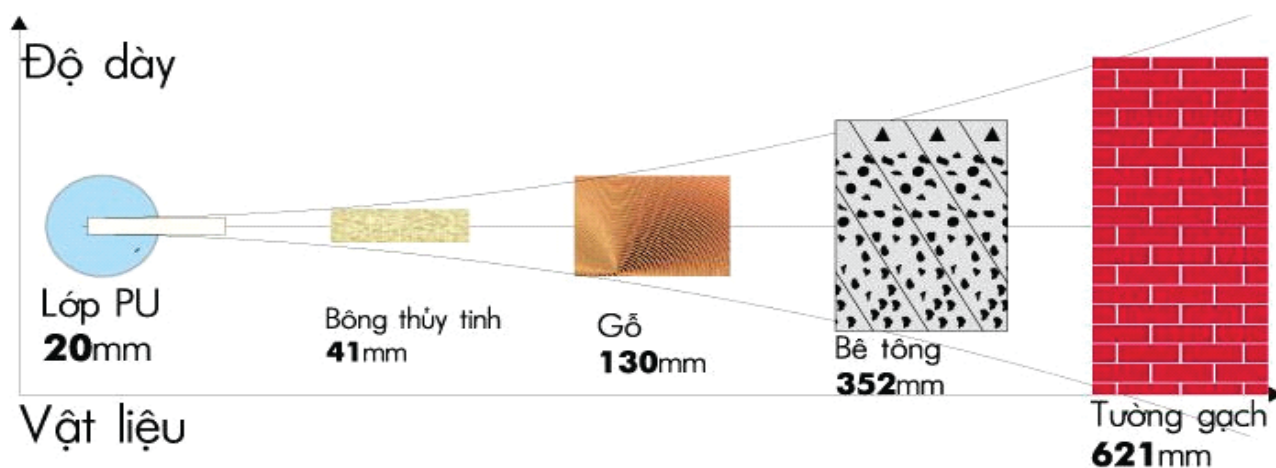 Độ dày
Lớp PU
20mm
Bông thủy tinh
41mm
Gỗ
130mm
Bê tông
352mm
Tường gạch
621mm
Vật liệu